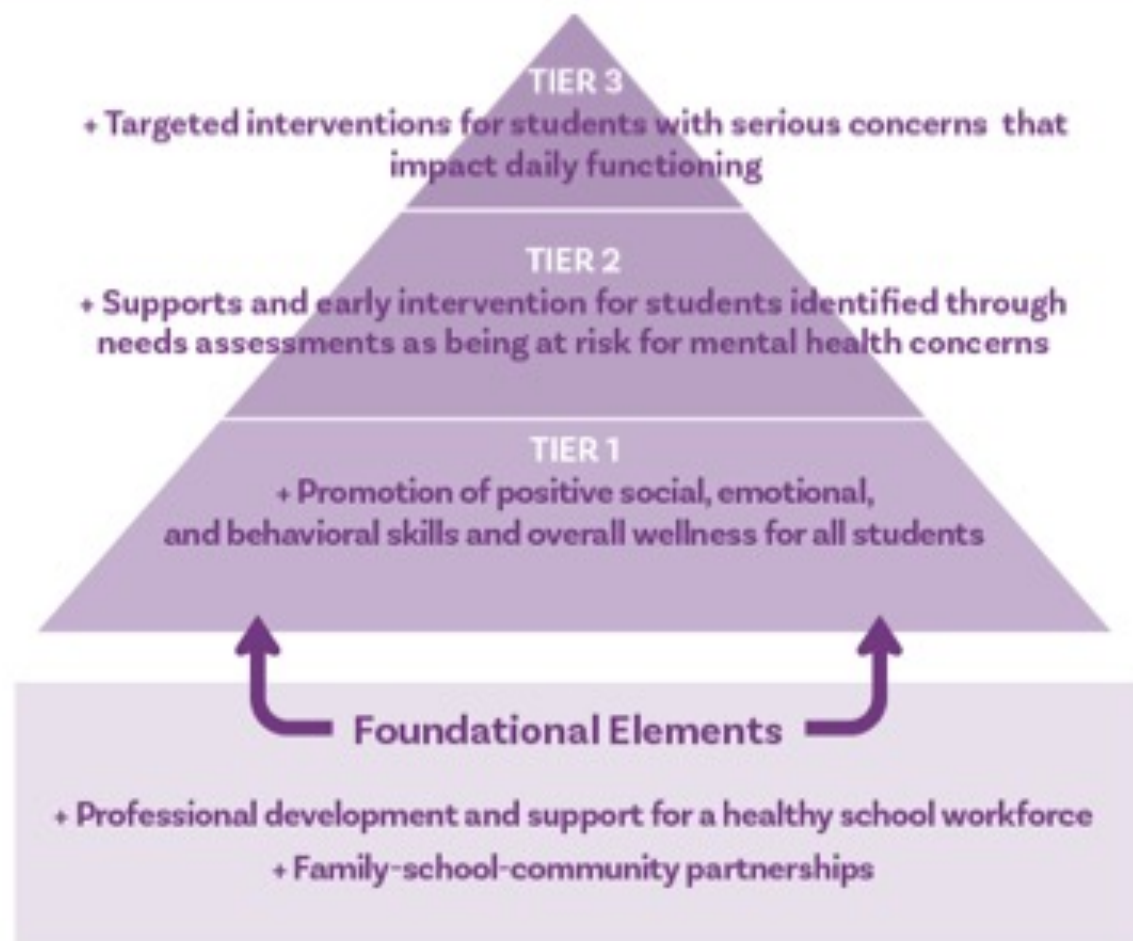 TIER 3
+ Targeted interventions for students with serious concerns that
impact daily functioning
TIER 2
+ Supports and early intervention for students identified through
needs assessments as being at risk for mental health concerns
TIER 1
+ Promotion of positive social, emotional,
and behavioral skills and overall wellness for all students
Foundational Elements
+ Professional development and support for a healthy school workforce
+ Family-school-community partnerships